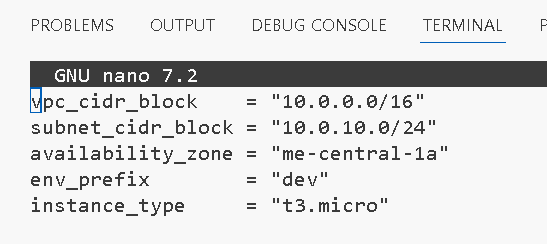 PROBLEMS OUTPUT DEBUG CONSOLE TERMINAL
GNU nano 7.2
vpc_cidr_block    = "10.0.0.0/16"
subnet_cidr_block = "10.0.10.0/24"
availability_zone = "me-central-1a"
env_prefix        = "dev"
instance_type     = "t3.micro"